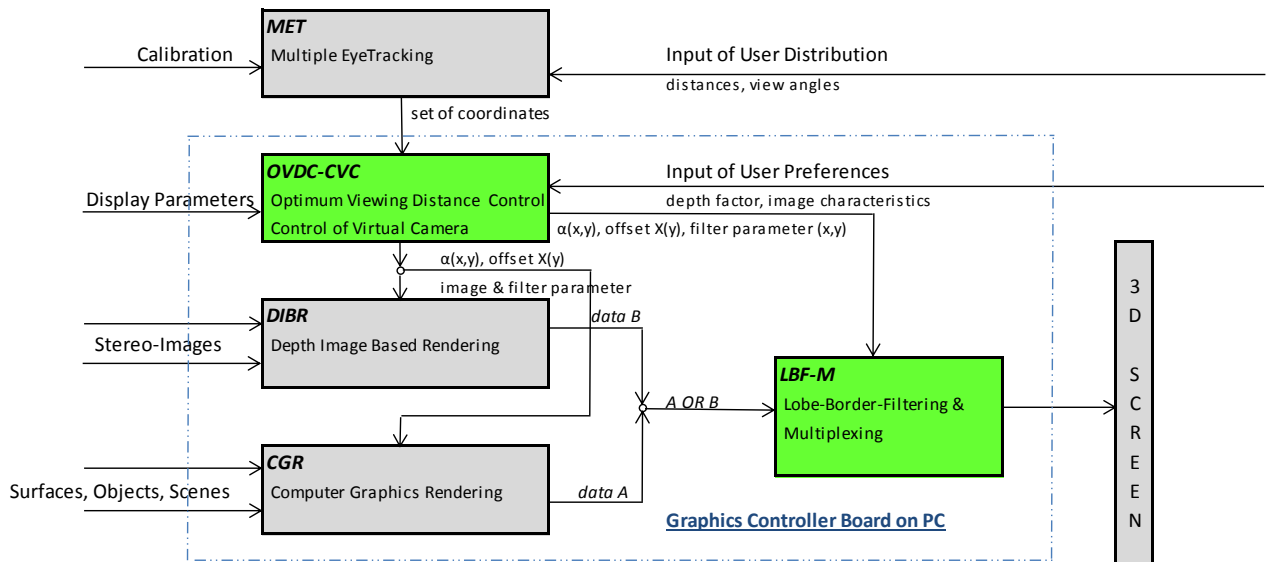 MET
Multiple EyeTracking
Calibration
Input of User Distribution
distances, view angles
set of coordinates
OVDC-CVC
Optimum Viewing Distance Control
Control of Virtual Camera
Display Parameters
Input of User Preferences
depth factor, image characteristics
α(x,y), offset X(y), filter parameter (x,y)
α(x,y), offset X(y)
image & filter parameter
DIBR
Depth Image Based Rendering
Stereo-Images
data B
LBF-M
Lobe-Border-Filtering &
Multiplexing
A OR B
CGR
Computer Graphics Rendering
Surfaces, Objects, Scenes
data A
Graphics Controller Board on PC
3
D
S
C
R
E
E
N